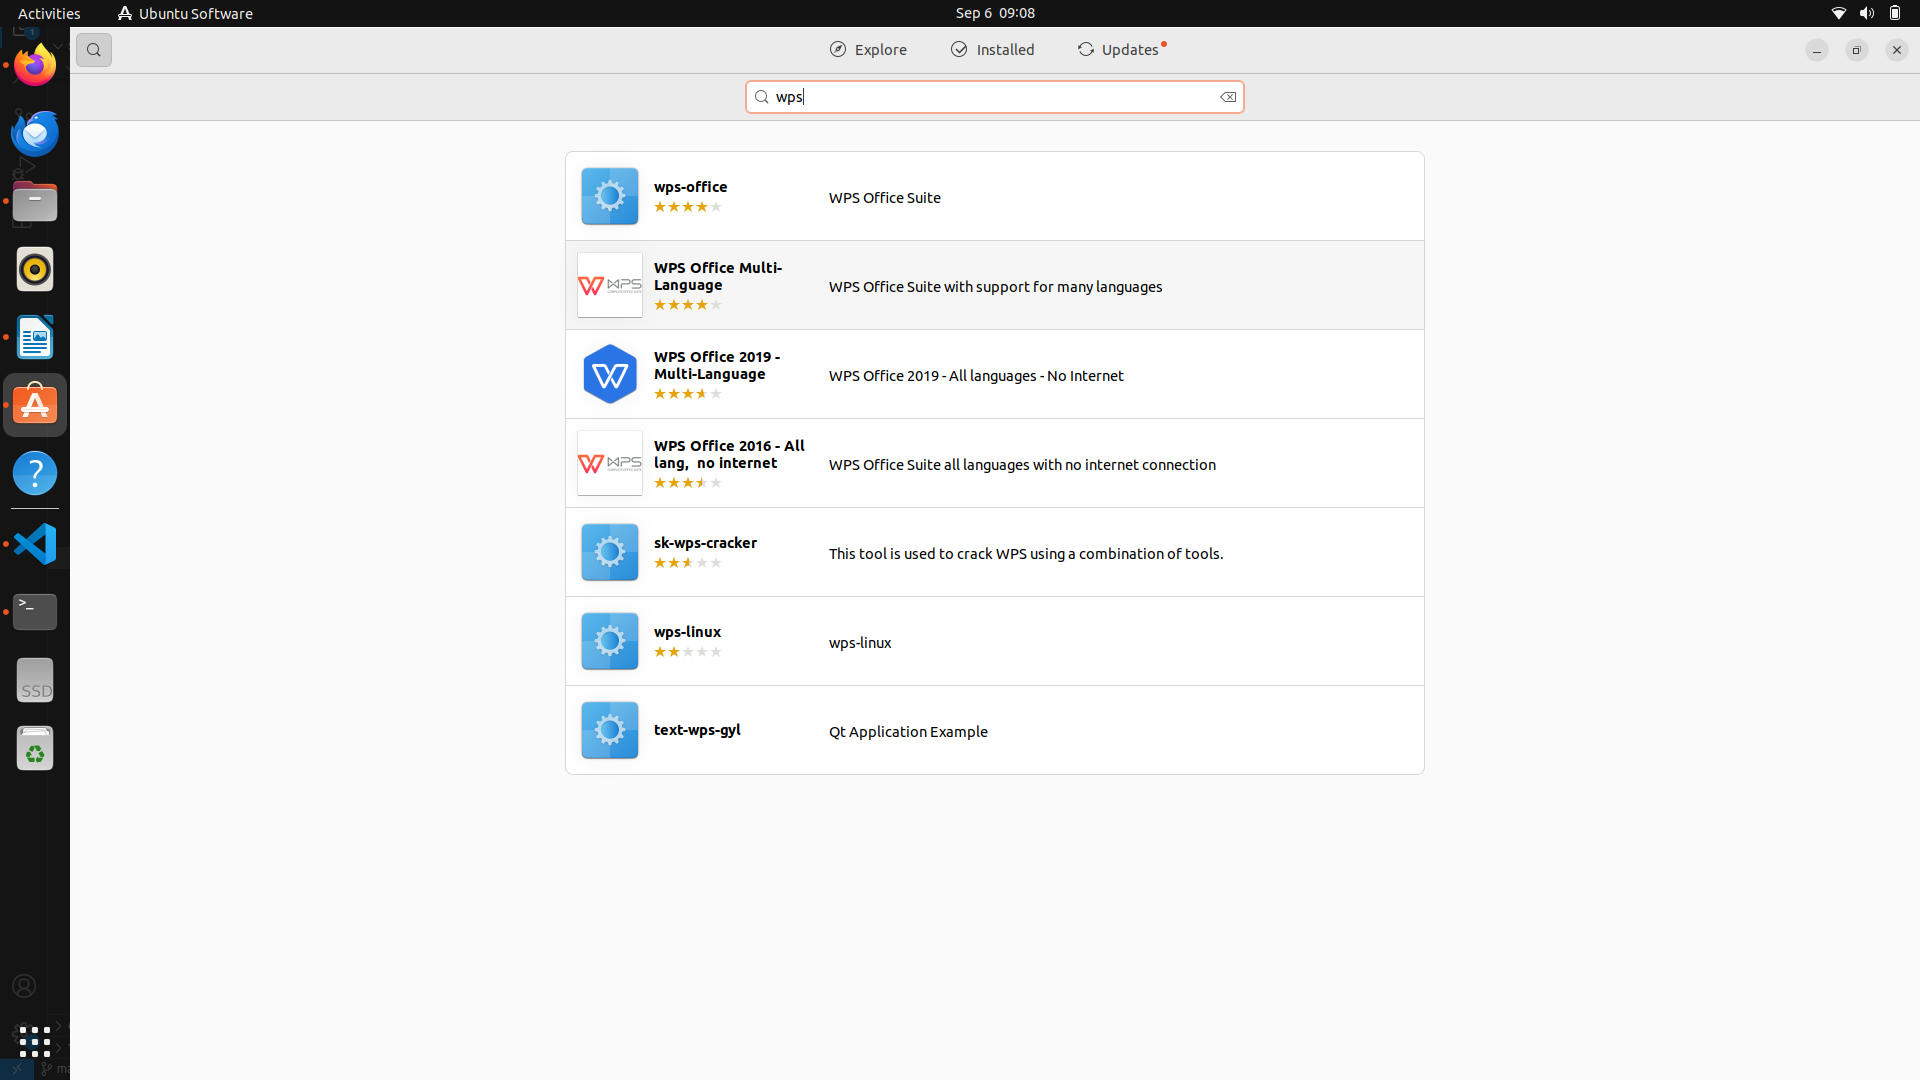 Activities
Ubuntu Software
Sep 6 09:08
Explore
Installed
Updates
wps
wps-office
WPS Office Suite
WPS Office Multi-
Language
WPS Office Suite with support for many languages
WPS
WPS Office 2019 -
Multi-Language
WPS Office 2019 - All languages - No Internet
WPS Office 2016 - All
lang, no internet
WPS Office Suite all languages with no internet connection
WPS
sk-wps-cracker
This tool is used to crack WPS using a combination of tools.
wps-linux
wps-linux
text-wps-gyl
Qt Application Example
SSD